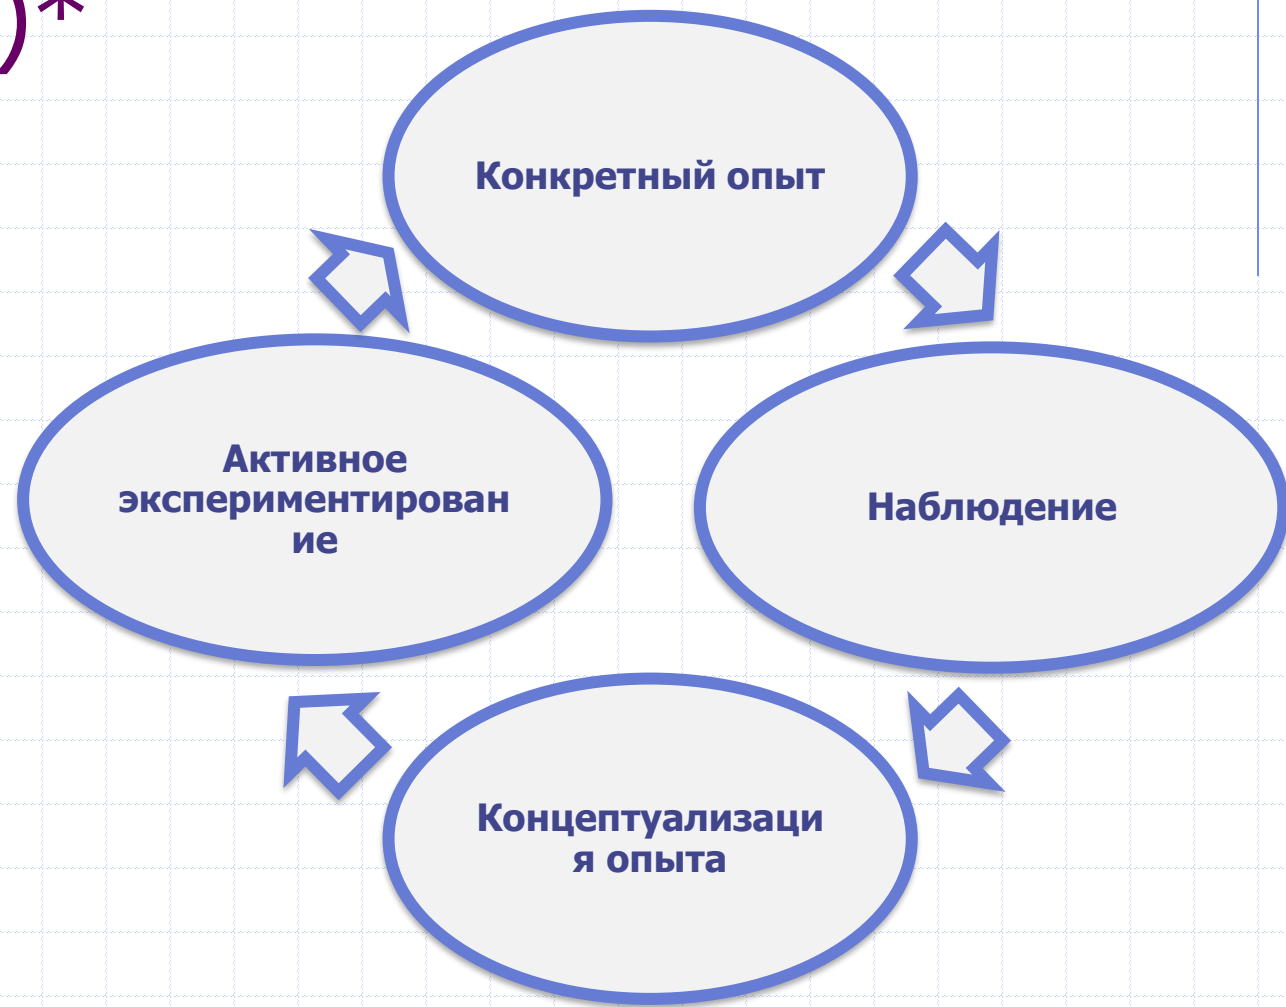 )*
Конкретный опыт
Активное
экспериментирован
ие
Наблюдение
Концептуализаци
я опыта